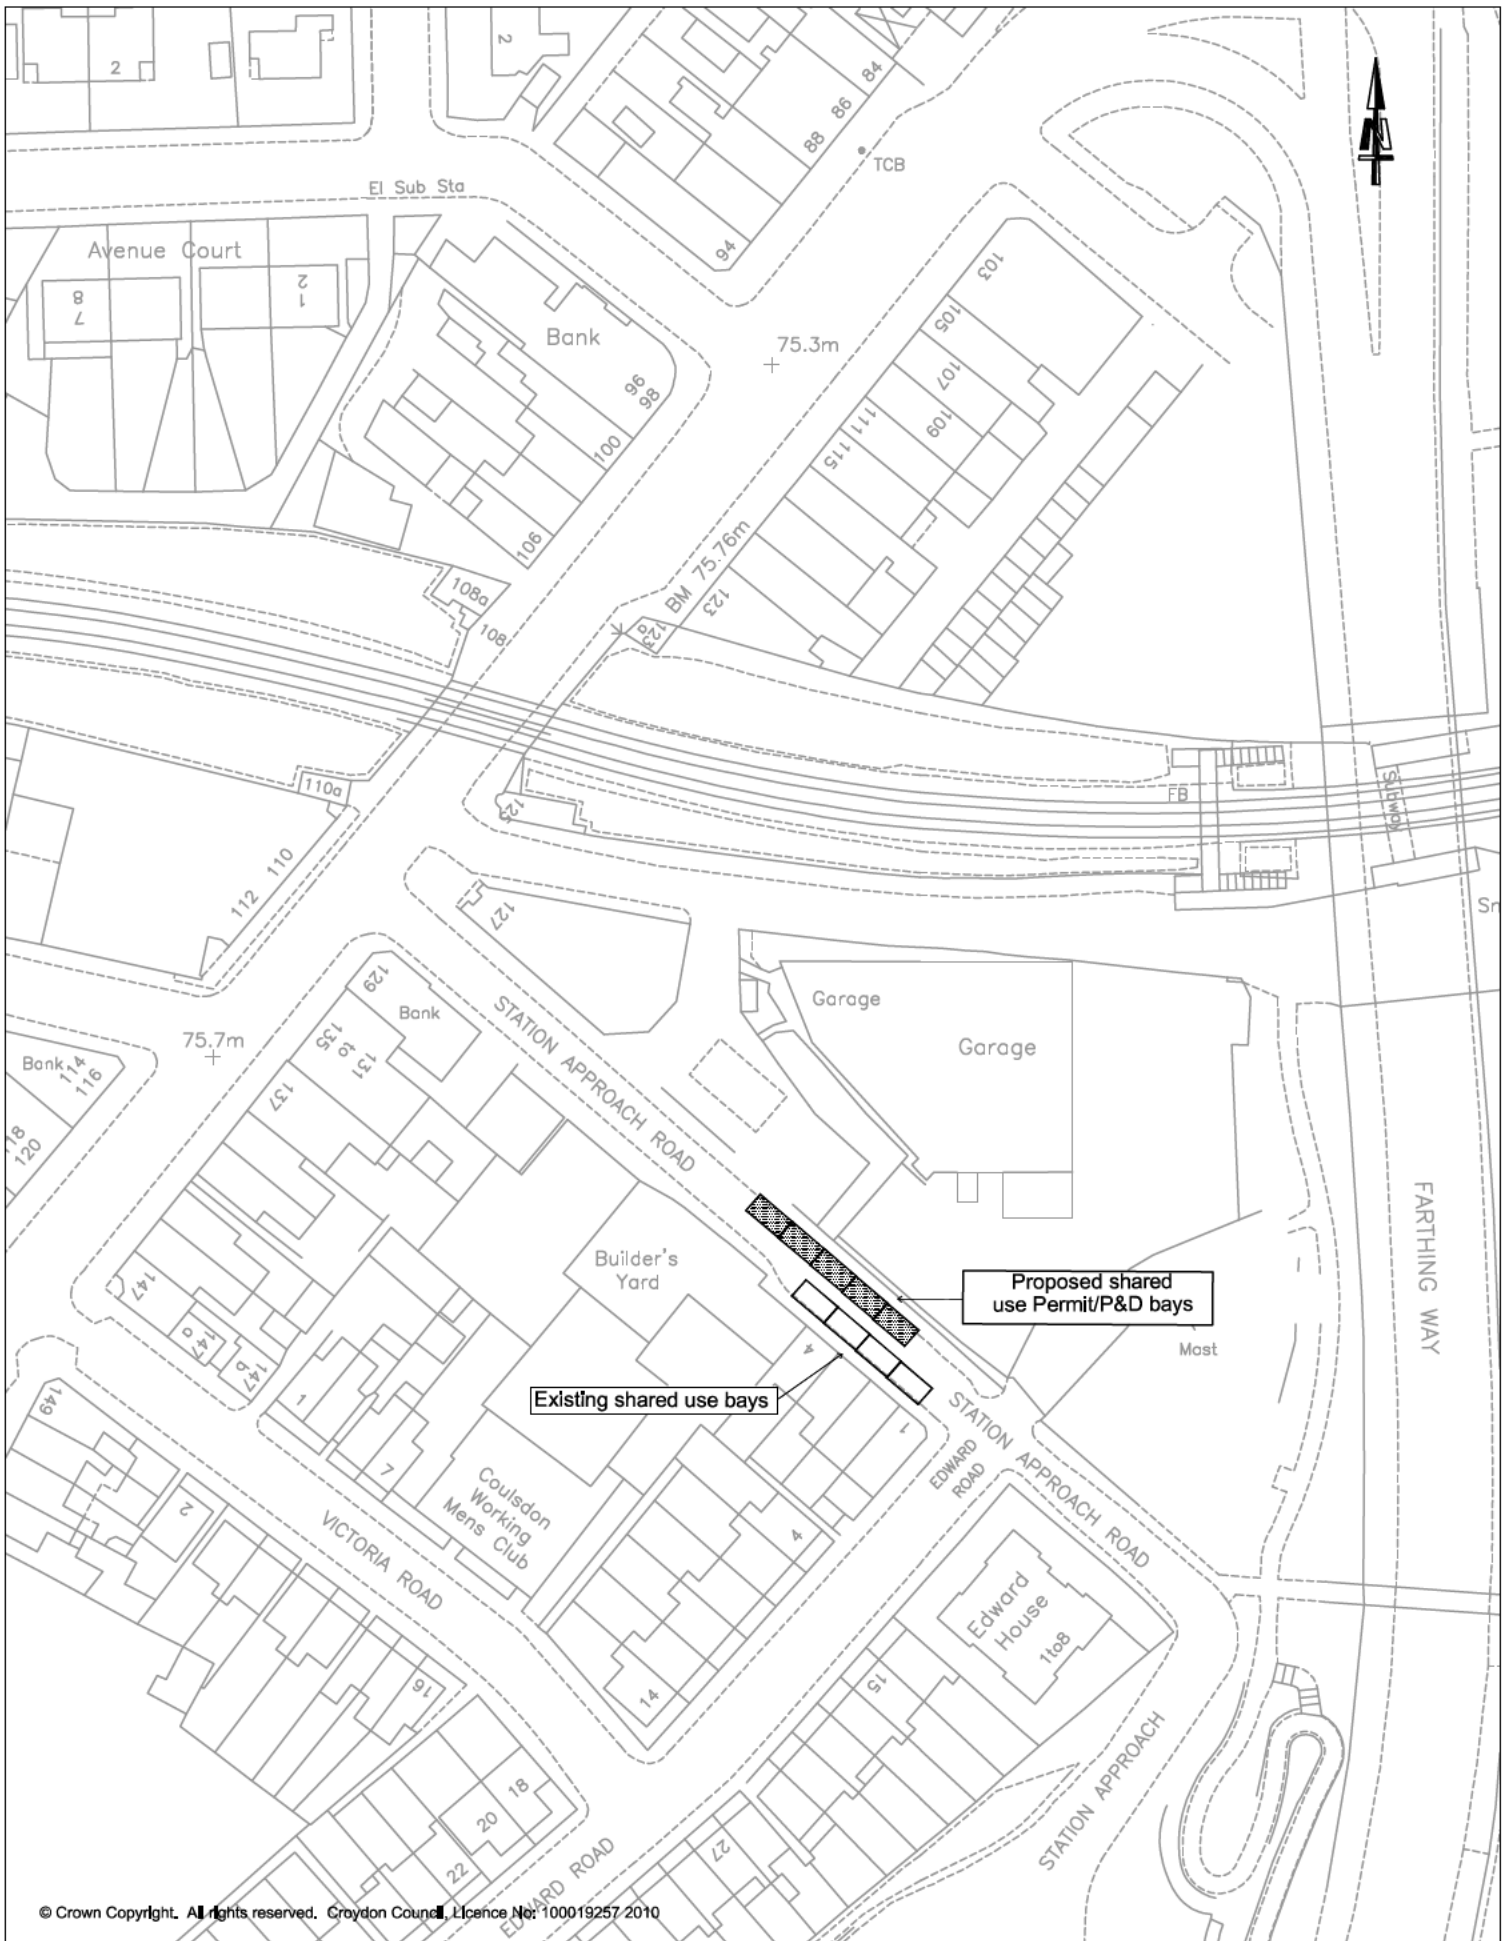 2
2
84
86
88
TCB
N
El Sub Sta
94
Avenue Court
8
7
2
1
103
Bank
75.3m
105
96
98
107
109
111
100
115
106
BM 75.76m
108a
123
108
123a
110a
FB
Subway
125
110
112
127
129
Bank
STATION APPROACH ROAD
Garage
Garage
75.7m
135
to
131
Bank
114
116
137
18
120
FARTHING WAY
Builder's
Yard
Proposed shared
use Permit/P&D bays
147
147a
147a
4
Mast
Existing shared use bays
149
1
7
1
STATION APPROACH ROAD
EDWARD
ROAD
Coulsdon
Working
Mens Club
2
4
VICTORIA ROAD
Edward
House
1to8
16
14
15
STATION APPROACH
18
20
22
27
EDWARD ROAD
© Crown Copyright. All rights reserved. Croydon Council, Licence No: 100019257 2010